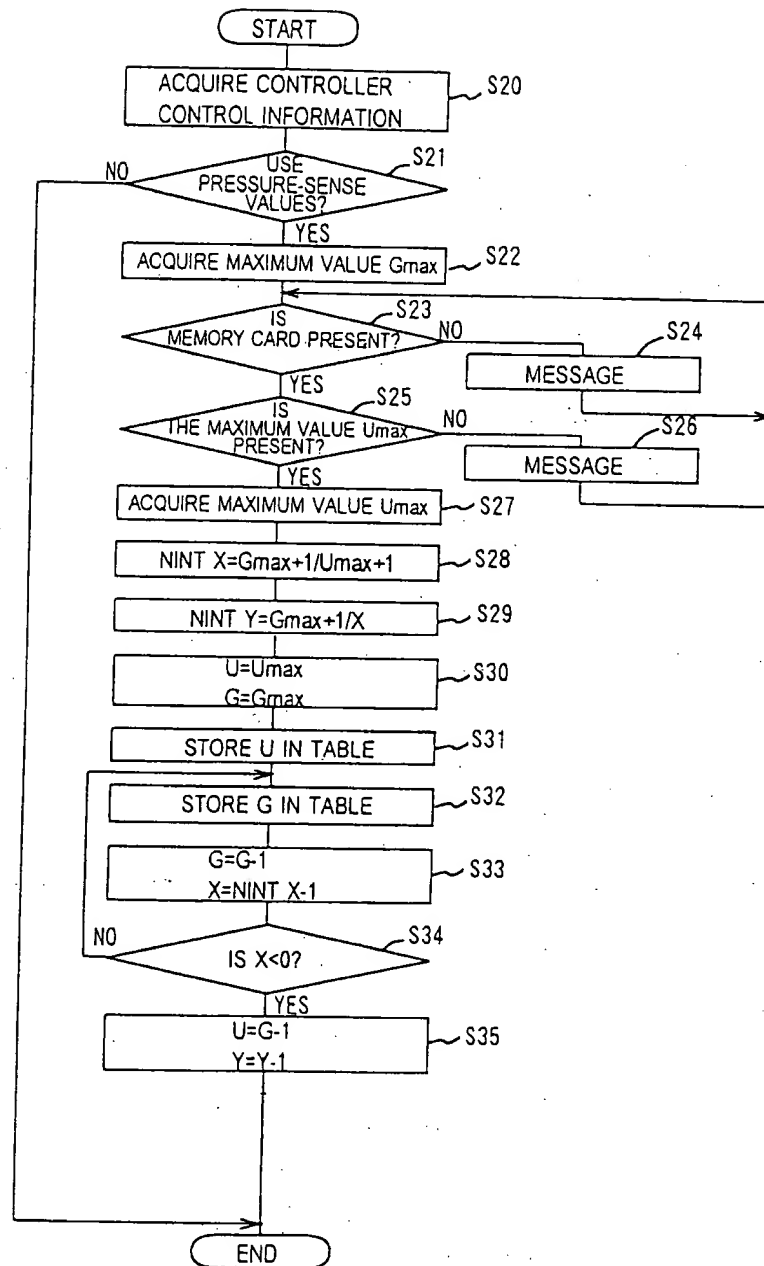 START
ACQUIRE CONTROLLER
CONTROL INFORMATION
S20
S21
NO
USE
PRESSURE-SENSE
VALUES?
YES
ACQUIRE MAXIMUM VALUE Gmax
S22
S23
IS
MEMORY CARD PRESENT?
NO
S24
MESSAGE
YES
S25
IS
THE MAXIMUM VALUE Umax
PRESENT?
NO
S26
MESSAGE
YES
ACQUIRE MAXIMUM VALUE Umax
S27
NINT X=Gmax+1/Umax+1
S28
NINT Y=Gmax+1/X
S29
U=Umax
G=Gmax
S30
STORE U IN TABLE
S31
STORE G IN TABLE
S32
G=G-1
X=NINT X-1
S33
NO
S34
IS X<0?
YES
U=G-1
Y=Y-1
S35
END